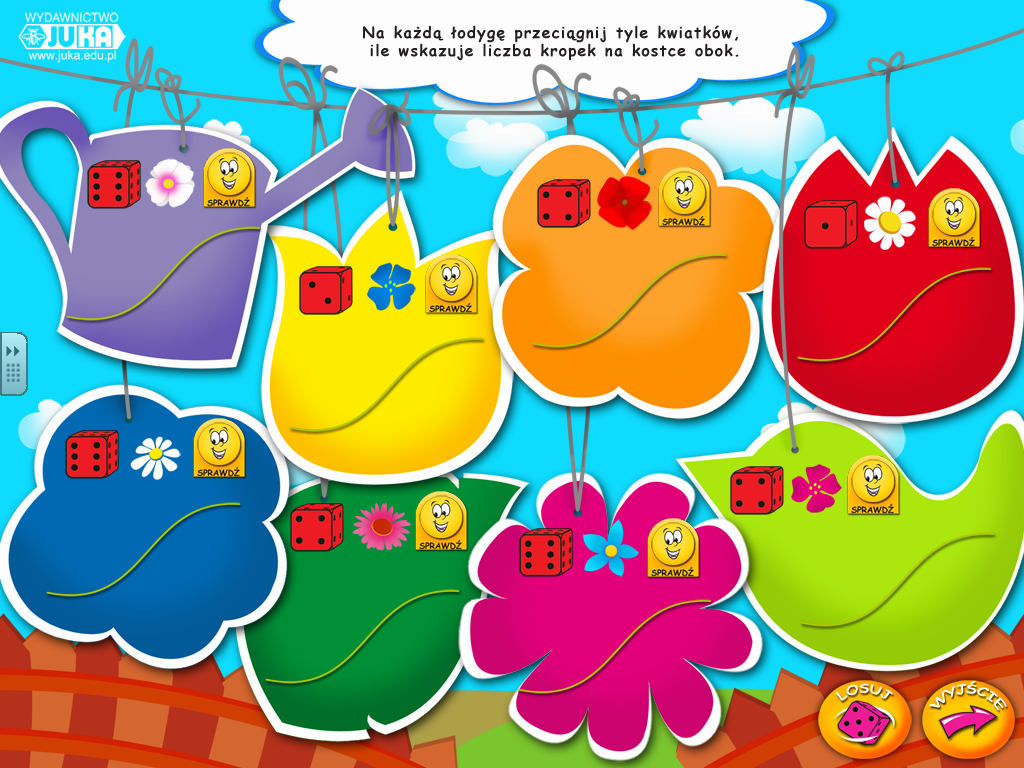 WYDAWNICTWO
JUKA
www.juka.edu.pl
Na każdą łodygę przeciągnij tyle kwiatków,
ile wskazuje liczba kropek na kostce obok.
SPRAWDŹ
SPRAWDŹ
SPRAWDŹ
SPRAWDŹ
SPRAWDŹ
SPRAWDŹ
SPRAWDŹ
SPRAWDŹ
LOSUJ
WYJŚCIE